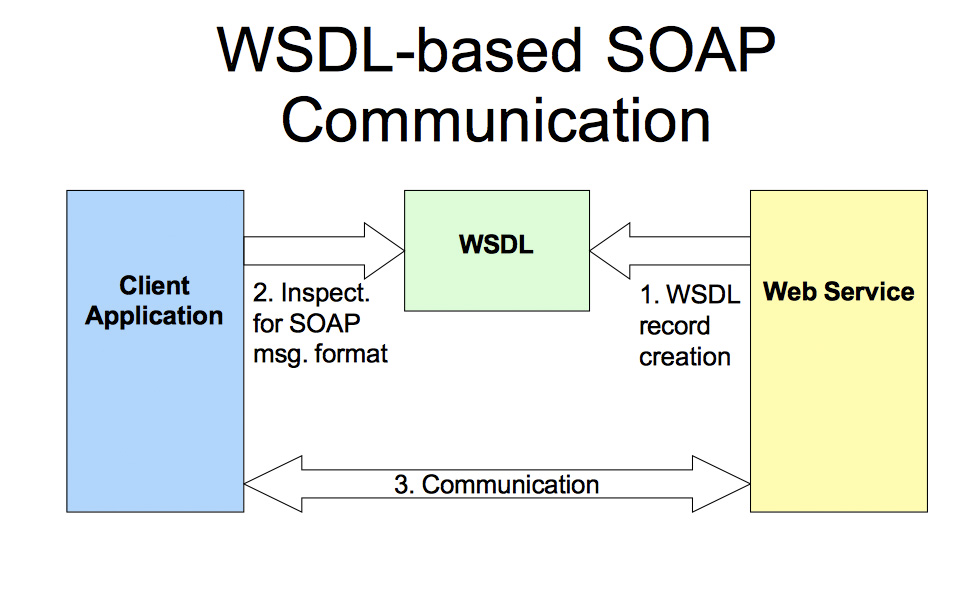 WSDL-based SOAP
Communication
Client
Application
2. Inspect.
for SOAP
msg. format
WSDL
1. WSDL
record
creation
Web Service
3. Communication